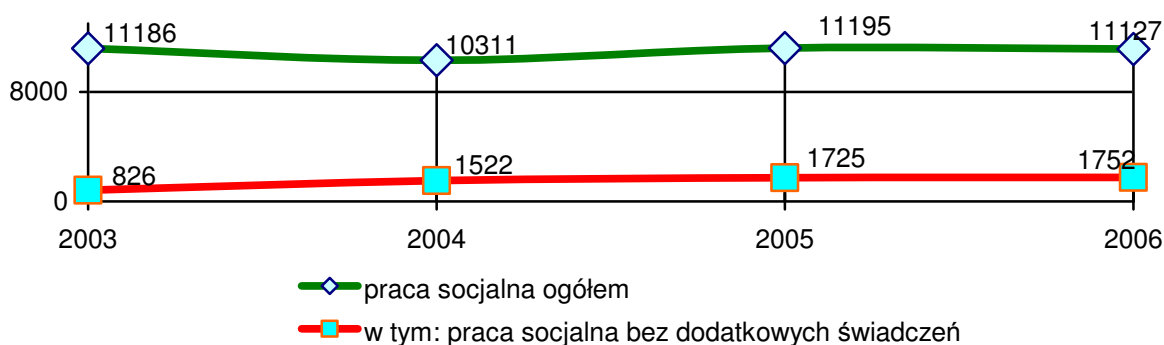 11186 10311 11195 11127
8000
826 1522 1725 1752
0
2003 2004 2005 2006
praca socjalna ogółem
w tym: praca socjalna bez dodatkowych świadczeń